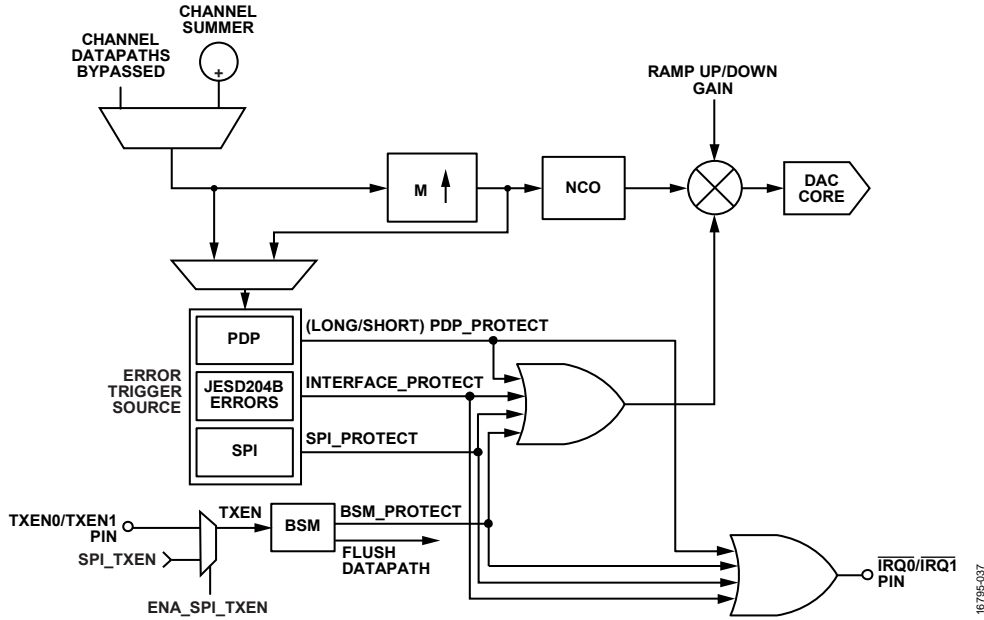 CHANNEL
SUMMER
CHANNEL
DATAPATHS
BYPASSED
+
RAMP UP/DOWN
GAIN
M
NCO
DAC
CORE
(LONG/SHORT) PDP_PROTECT
PDP
ERROR
TRIGGER
SOURCE
JESD204B
ERRORS
INTERFACE_PROTECT
SPI
SPI_PROTECT
TXEN0/TXEN1
PIN
TXEN
BSM
BSM_PROTECT
SPI_TXEN
FLUSH
DATAPATH
ENA_SPI_TXEN
IRQ0/IRQ1
PIN
16795-037